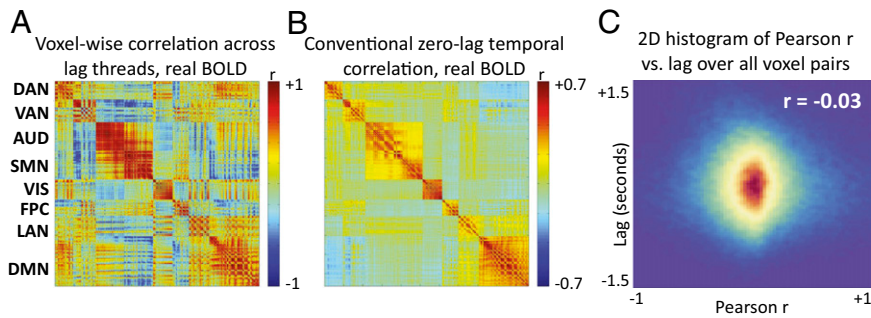 A
Voxel-wise correlation across
lag threads, real BOLD
r
+1
-1
DAN
VAN
AUD
SMN
VIS
FPC
LAN
DMN
B
Conventional zero-lag temporal
correlation, real BOLD
r
+0.7
-0.7
C
2D histogram of Pearson r
vs. lag over all voxel pairs
+1.5
r = -0.03
Lag (seconds)
-1.5
-1
+1
Pearson r